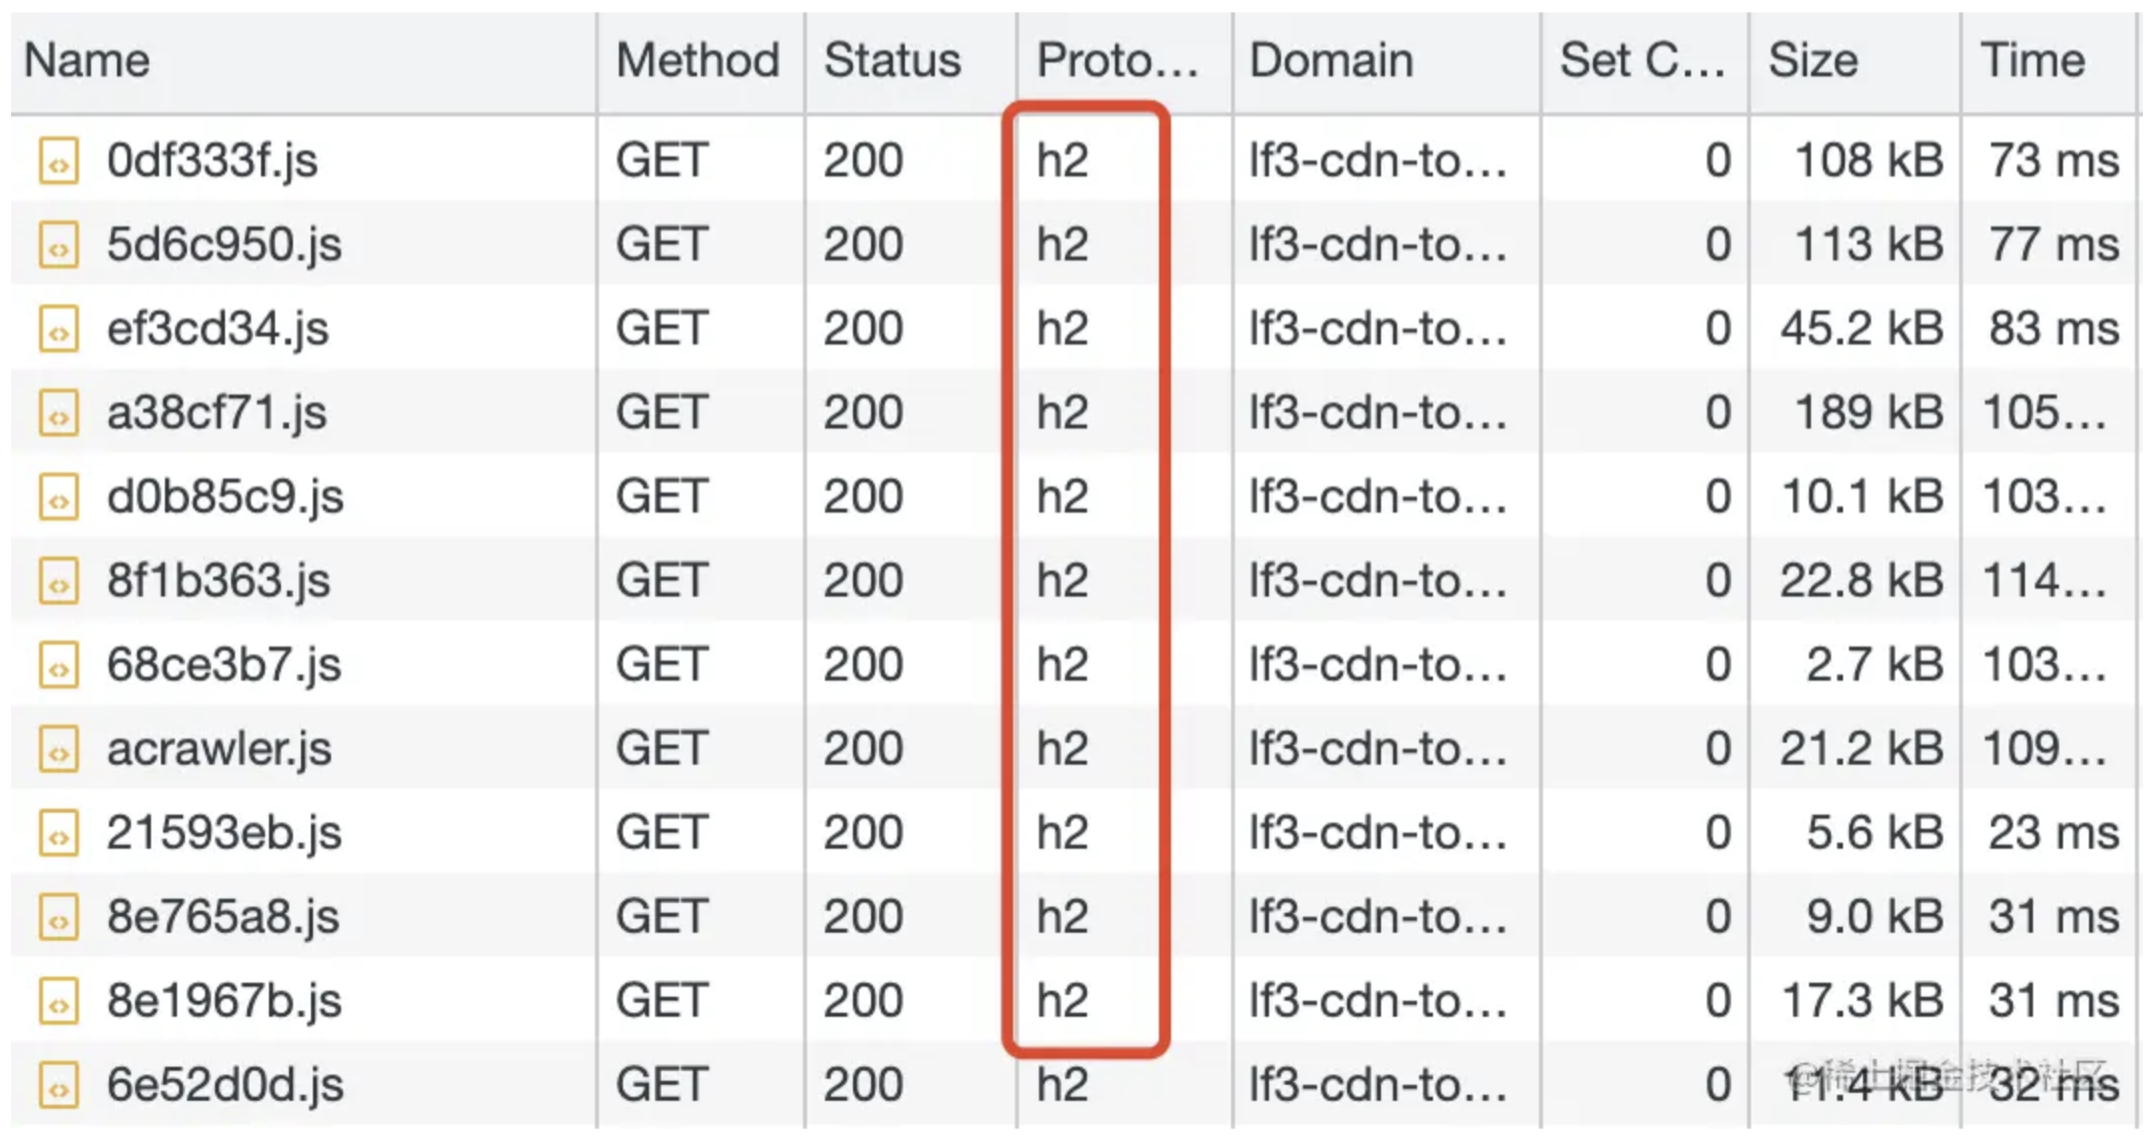 Name Method Status Proto... Domain Set C... Size Time
0df333f.js GET 200 h2 lf3-cdn-to... 0 108 kB 73 ms
5d6c950.js GET 200 h2 lf3-cdn-to... 0 113 kB 77 ms
ef3cd34.js GET 200 h2 lf3-cdn-to... 0 45.2 kB 83 ms
a38cf71.js GET 200 h2 lf3-cdn-to... 0 189 kB 105...
d0b85c9.js GET 200 h2 lf3-cdn-to... 0 10.1 kB 103...
8f1b363.js GET 200 h2 lf3-cdn-to... 0 22.8 kB 114...
68ce3b7.js GET 200 h2 lf3-cdn-to... 0 2.7 kB 103...
acrawler.js GET 200 h2 lf3-cdn-to... 0 21.2 kB 109...
21593eb.js GET 200 h2 lf3-cdn-to... 0 5.6 kB 23 ms
8e765a8.js GET 200 h2 lf3-cdn-to... 0 9.0 kB 31 ms
8e1967b.js GET 200 h2 lf3-cdn-to... 0 17.3 kB 31 ms
6e52d0d.js GET 200 h2 lf3-cdn-to... 0 11.4 kB 32 ms
@稀土掘金技术社区